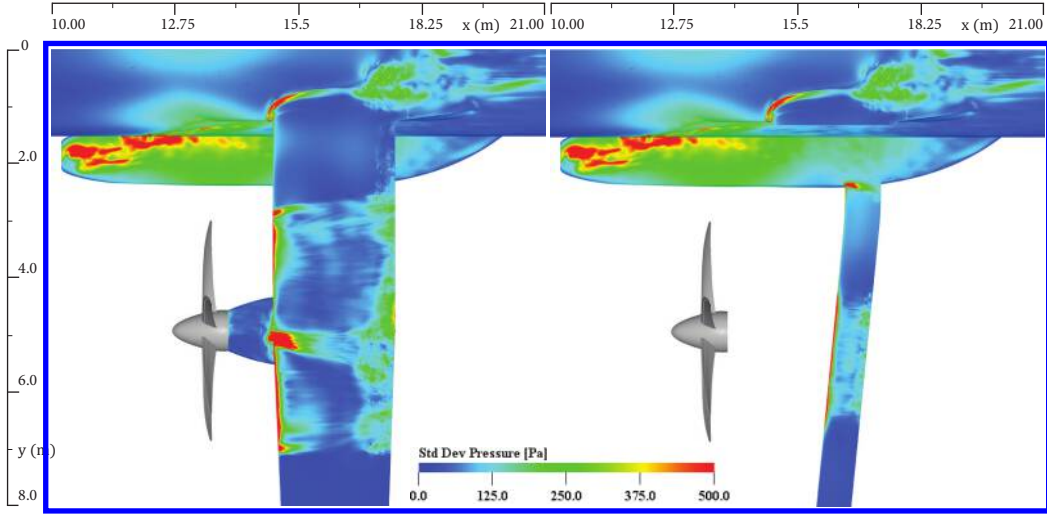 10.00 12.75 15.5 18.25 x (m) 21.00 10.00 12.75 15.5 18.25 x (m) 21.00
0
2.0
4.0
6.0
y (m)
8.0
Std Dev Pressure [Pa]
0.0 125.0 250.0 375.0 500.0